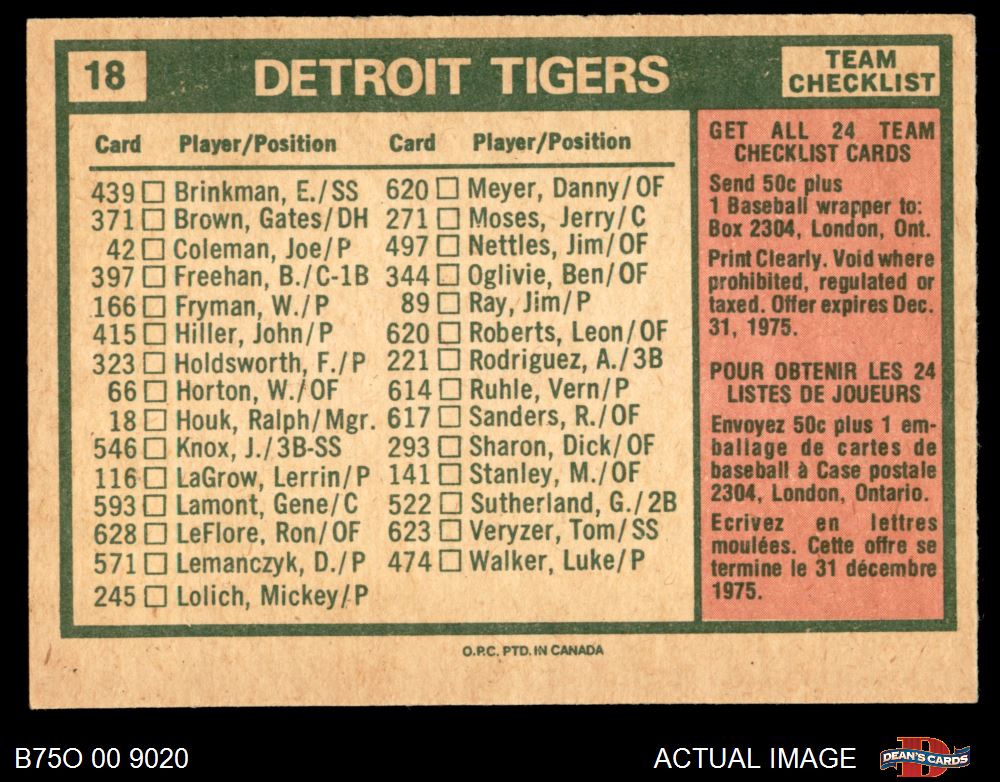 18
DETROIT TIGERS
TEAM
CHECKLIST
Card Player/Position
439 Brinkman, E./SS
371 Brown, Gates/DH
42 Coleman, Joe/P
397 Freehan, B./C-1B
166 Fryman, W./P
415 Hiller, John/P
323 Holdsworth, F./P
66 Horton, W./OF
18 Houk, Ralph/Mgr.
546 Knox, J./3B-SS
116 LaGrow, Lerrin/P
593 Lamont, Gene/C
628 LeFlore, Ron/OF
571 Lemanczyk, D./P
245 Lolich, Mickey/P
Card Player/Position
620 Meyer, Danny/OF
271 Moses, Jerry/C
497 Nettles, Jim/OF
344 Oglivie, Ben/OF
89 Ray, Jim/P
620 Roberts, Leon/OF
221 Rodriguez, A./3B
614 Ruhle, Vern/P
617 Sanders, R./OF
293 Sharon, Dick/OF
141 Stanley, M./OF
522 Sutherland, G./2B
623 Veryzer, Tom/SS
474 Walker, Luke/P
GET ALL 24 TEAM
CHECKLIST CARDS
Send 50c plus
1 Baseball wrapper to:
Box 2304, London, Ont.
Print Clearly. Void where
prohibited, regulated or
taxed. Offer expires Dec.
31, 1975.
POUR OBTENIR LES 24
LISTES DE JOUEURS
Envoyez 50c plus 1 em-
ballage de cartes de
baseball à Case postale
2304, London, Ontario.
Ecrivez en lettres
moulées. Cette offre se
termine le 31 décembre
1975.
O.P.C. PTD. IN CANADA
B75O 00 9020
ACTUAL IMAGE
DEAN'S CARDS